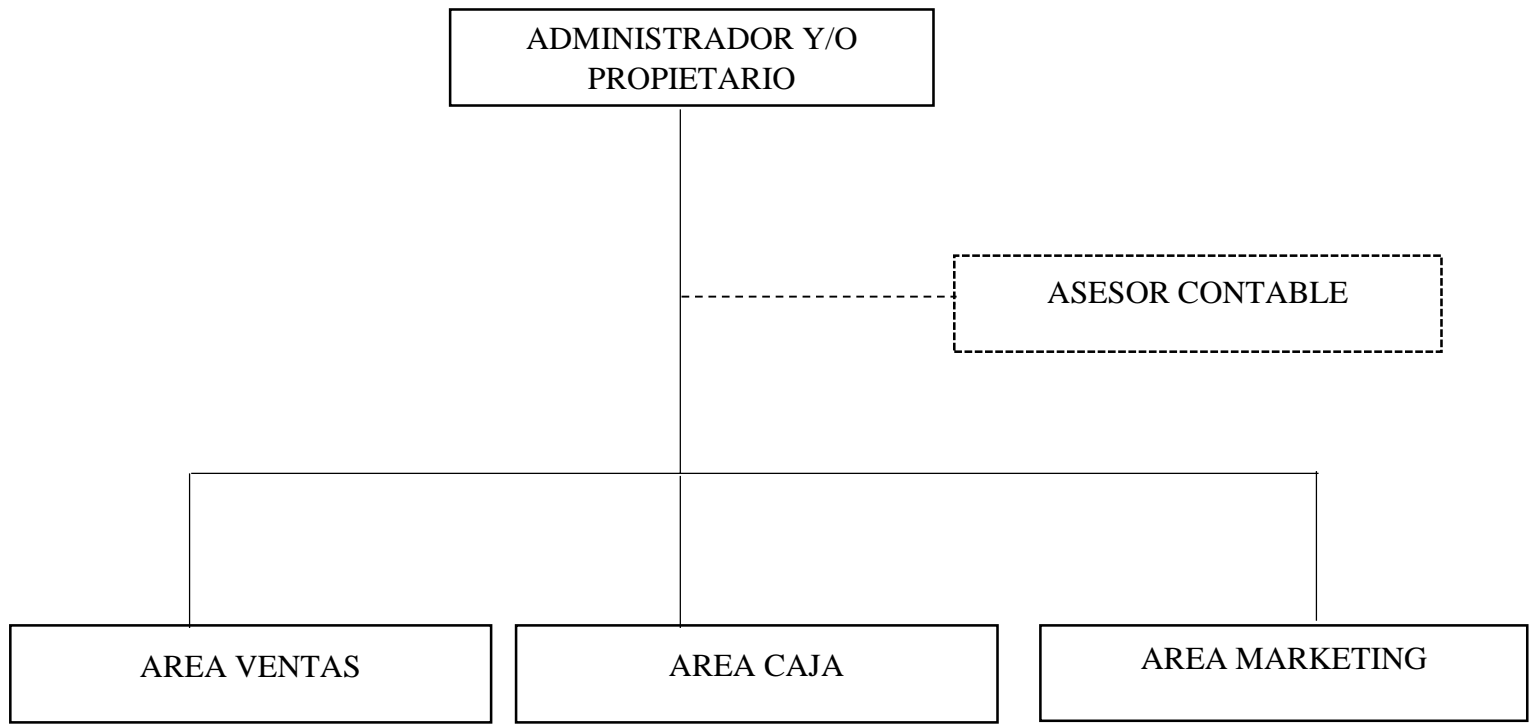 ADMINISTRADOR Y/O
PROPIETARIO
ASESOR CONTABLE
AREA VENTAS
AREA CAJA
AREA MARKETING